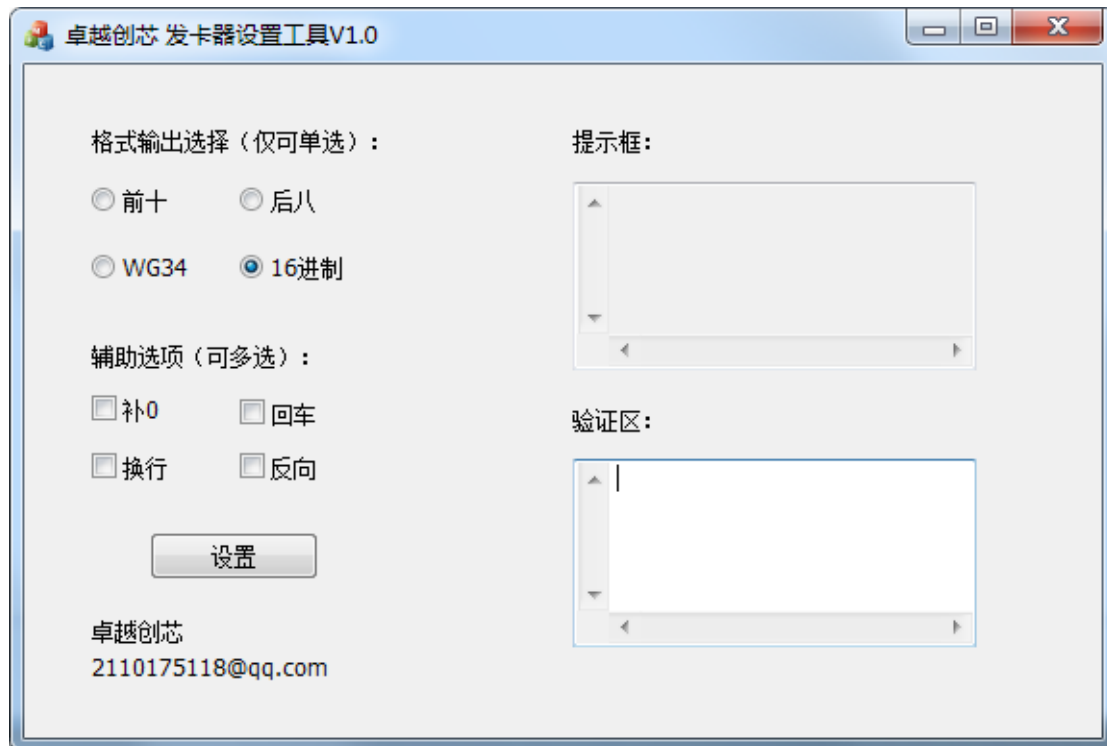 卓越创芯 发卡器设置工具V1.0
格式输出选择（仅可单选）:
前十
后八
WG34
16进制
辅助选项（可多选）:
补0
回车
换行
反向
设置
卓越创芯
2110175118@qq.com
提示框:
验证区: